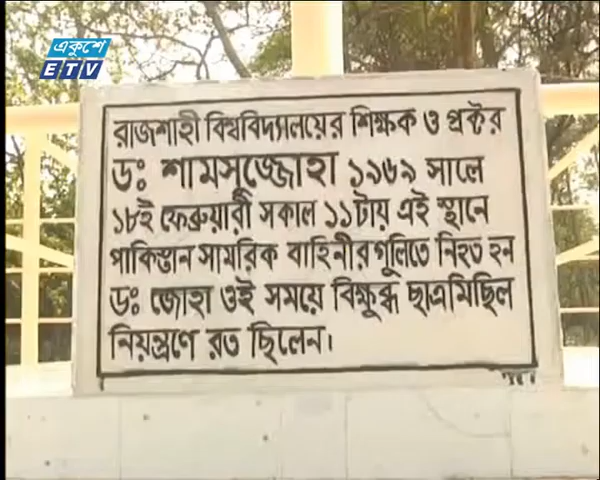 একুশে
ETV
রাজশাহী বিশ্ববিদ্যালয়ের শিক্ষক ও প্রক্টর
ডঃ শামসুজ্জোহা ১৯৬৯ সালে
১৮ই ফেব্রুয়ারী সকাল ১১টায় এই স্থানে
পাকিস্তান সামরিক বাহিনীর গুলিতে নিহত হন
ডঃ জোহা ওই সময়ে বিক্ষুব্ধ ছাত্রমিছিল
নিয়ন্ত্রণে রত ছিলেন।